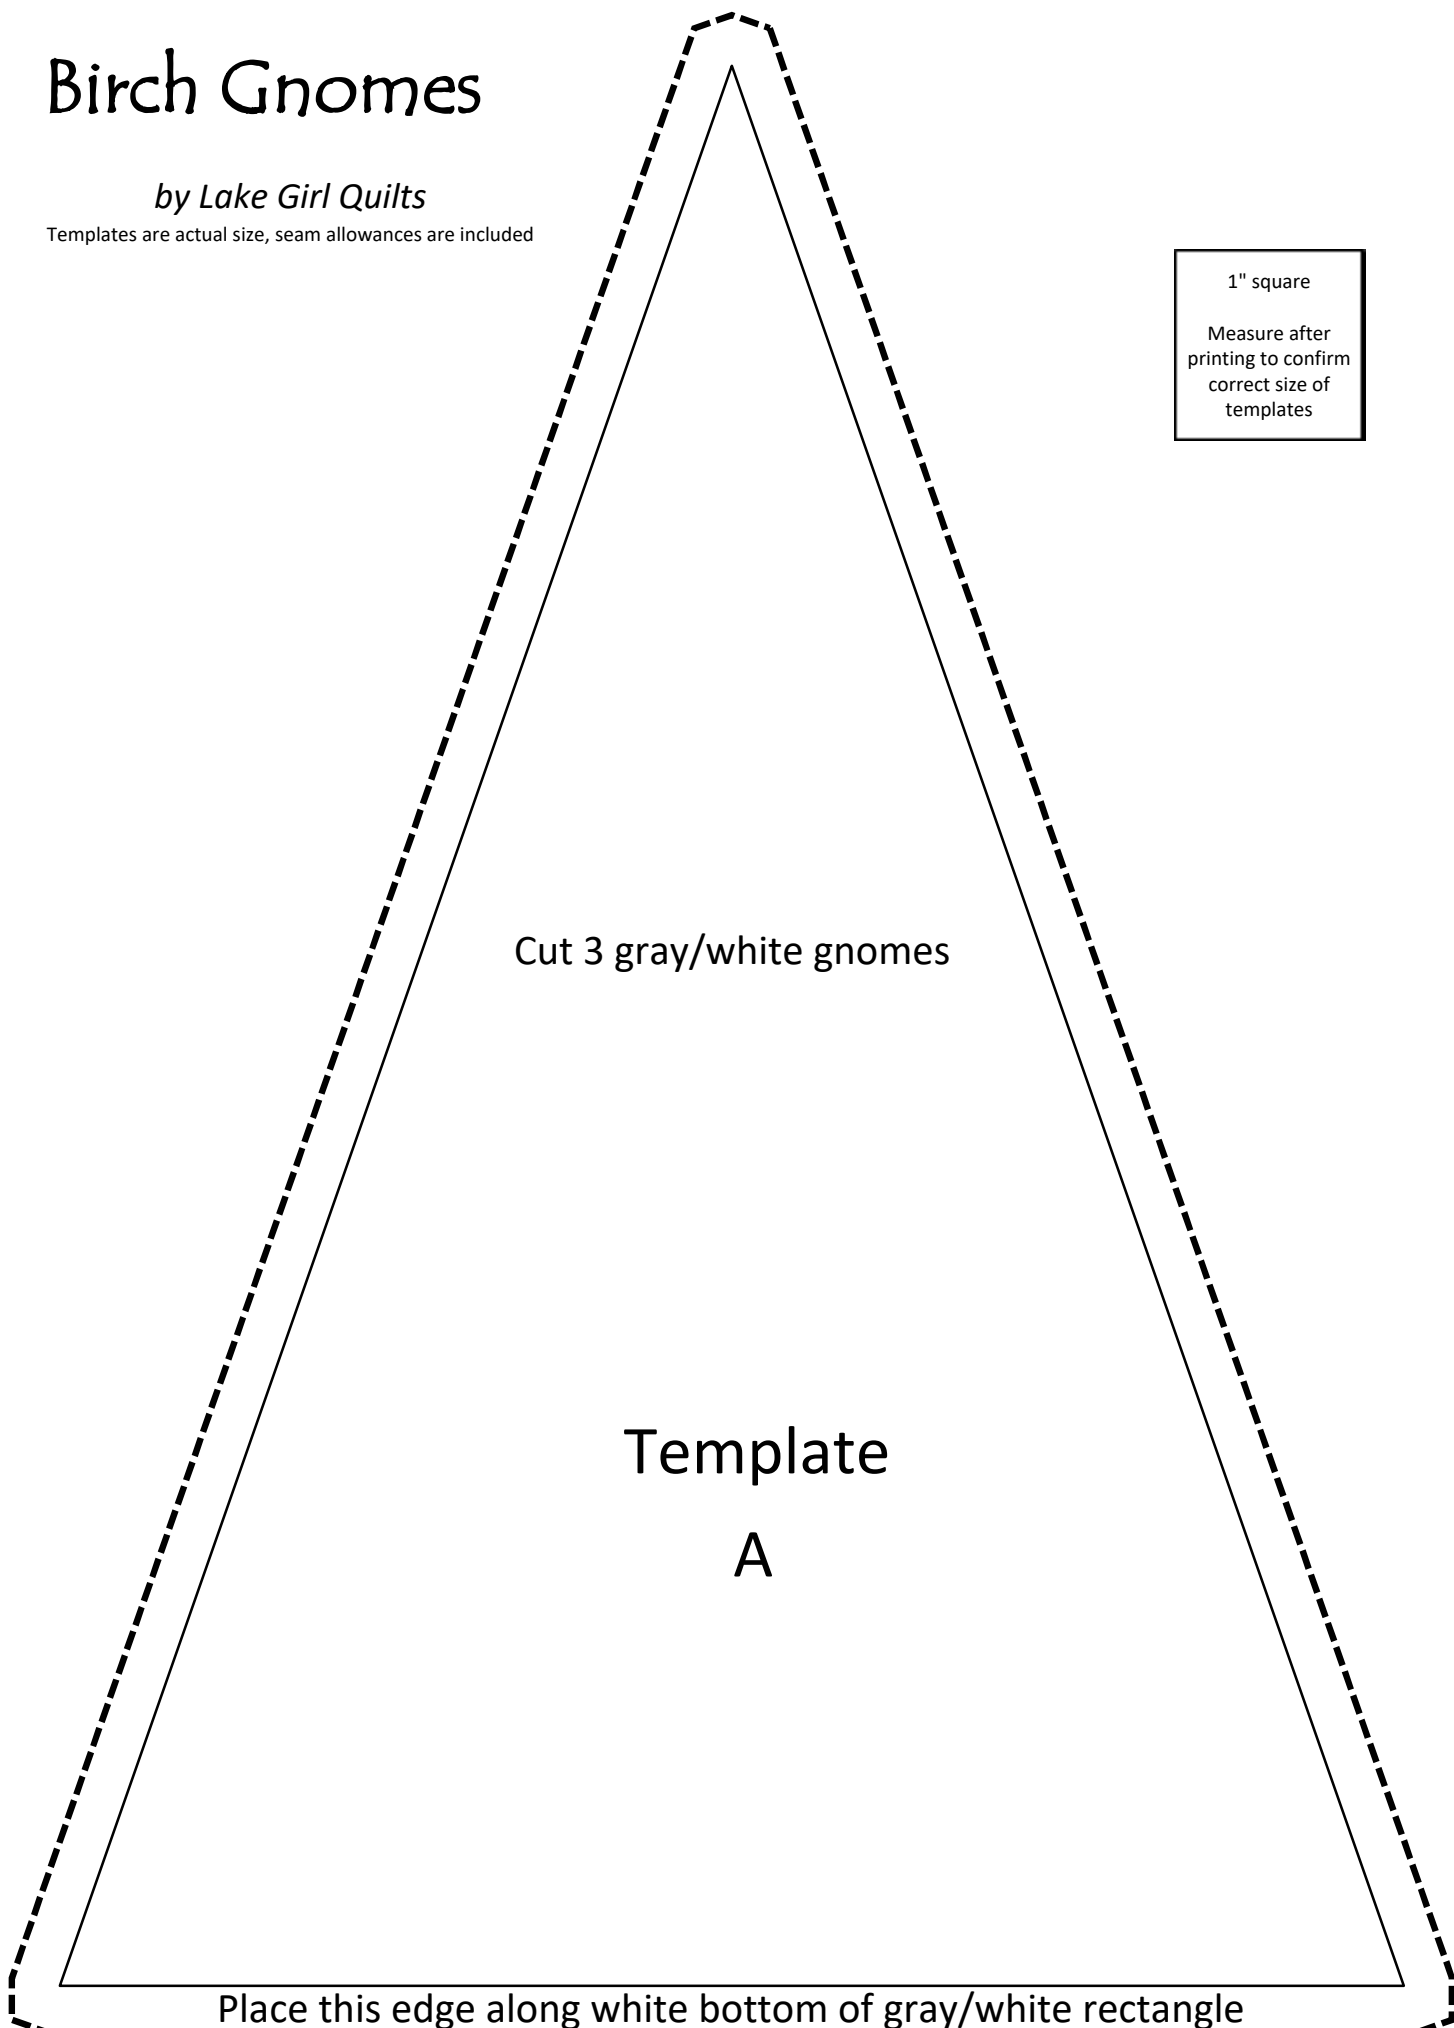 Birch Gnomes
by Lake Girl Quilts
Templates are actual size, seam allowances are included
1" square
Measure after
printing to confirm
correct size of
templates
Cut 3 gray/white gnomes
Template
A
Place this edge along white bottom of gray/white rectangle